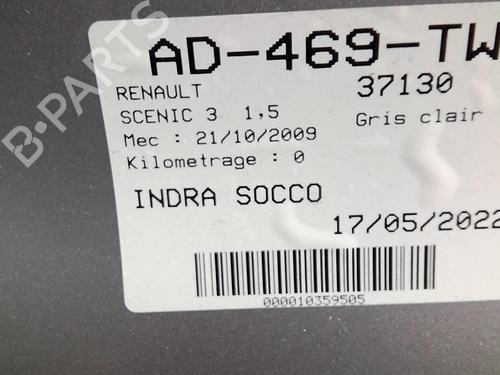 AD-469-TW
RENAULT 37130
SCENIC 3 1,5 Gris clair
Mec : 21/10/2009
Kilometrage : 0
INDRA SOCCO
17/05/2022
000010359505
B-PARTS